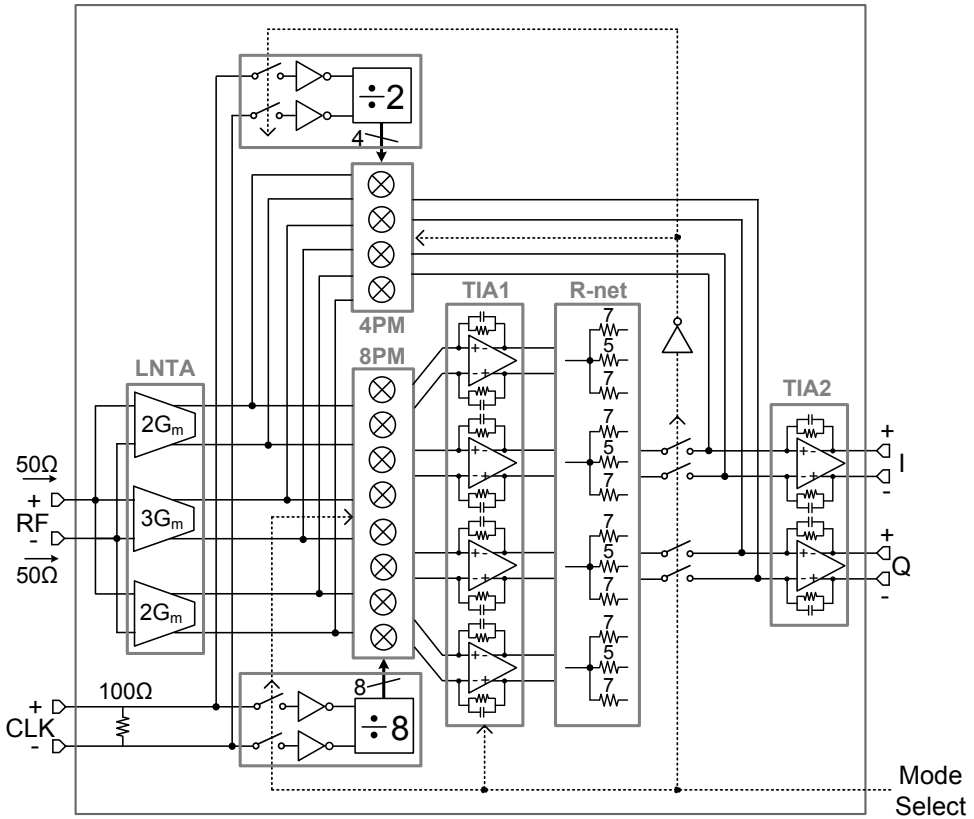 ÷2
4
4PM
8PM
TIA1
R-net
7
5
7
LNTA
2Gm
3Gm
2Gm
7
5
7
7
5
7
7
5
7
TIA2
50Ω
+
RF
-
50Ω
+
I
-
+
Q
-
+
CLK
-
100Ω
8
÷8
+ -
- +
+ -
- +
+ -
- +
+ -
- +
+ -
- +
+ -
- +
Mode
Select